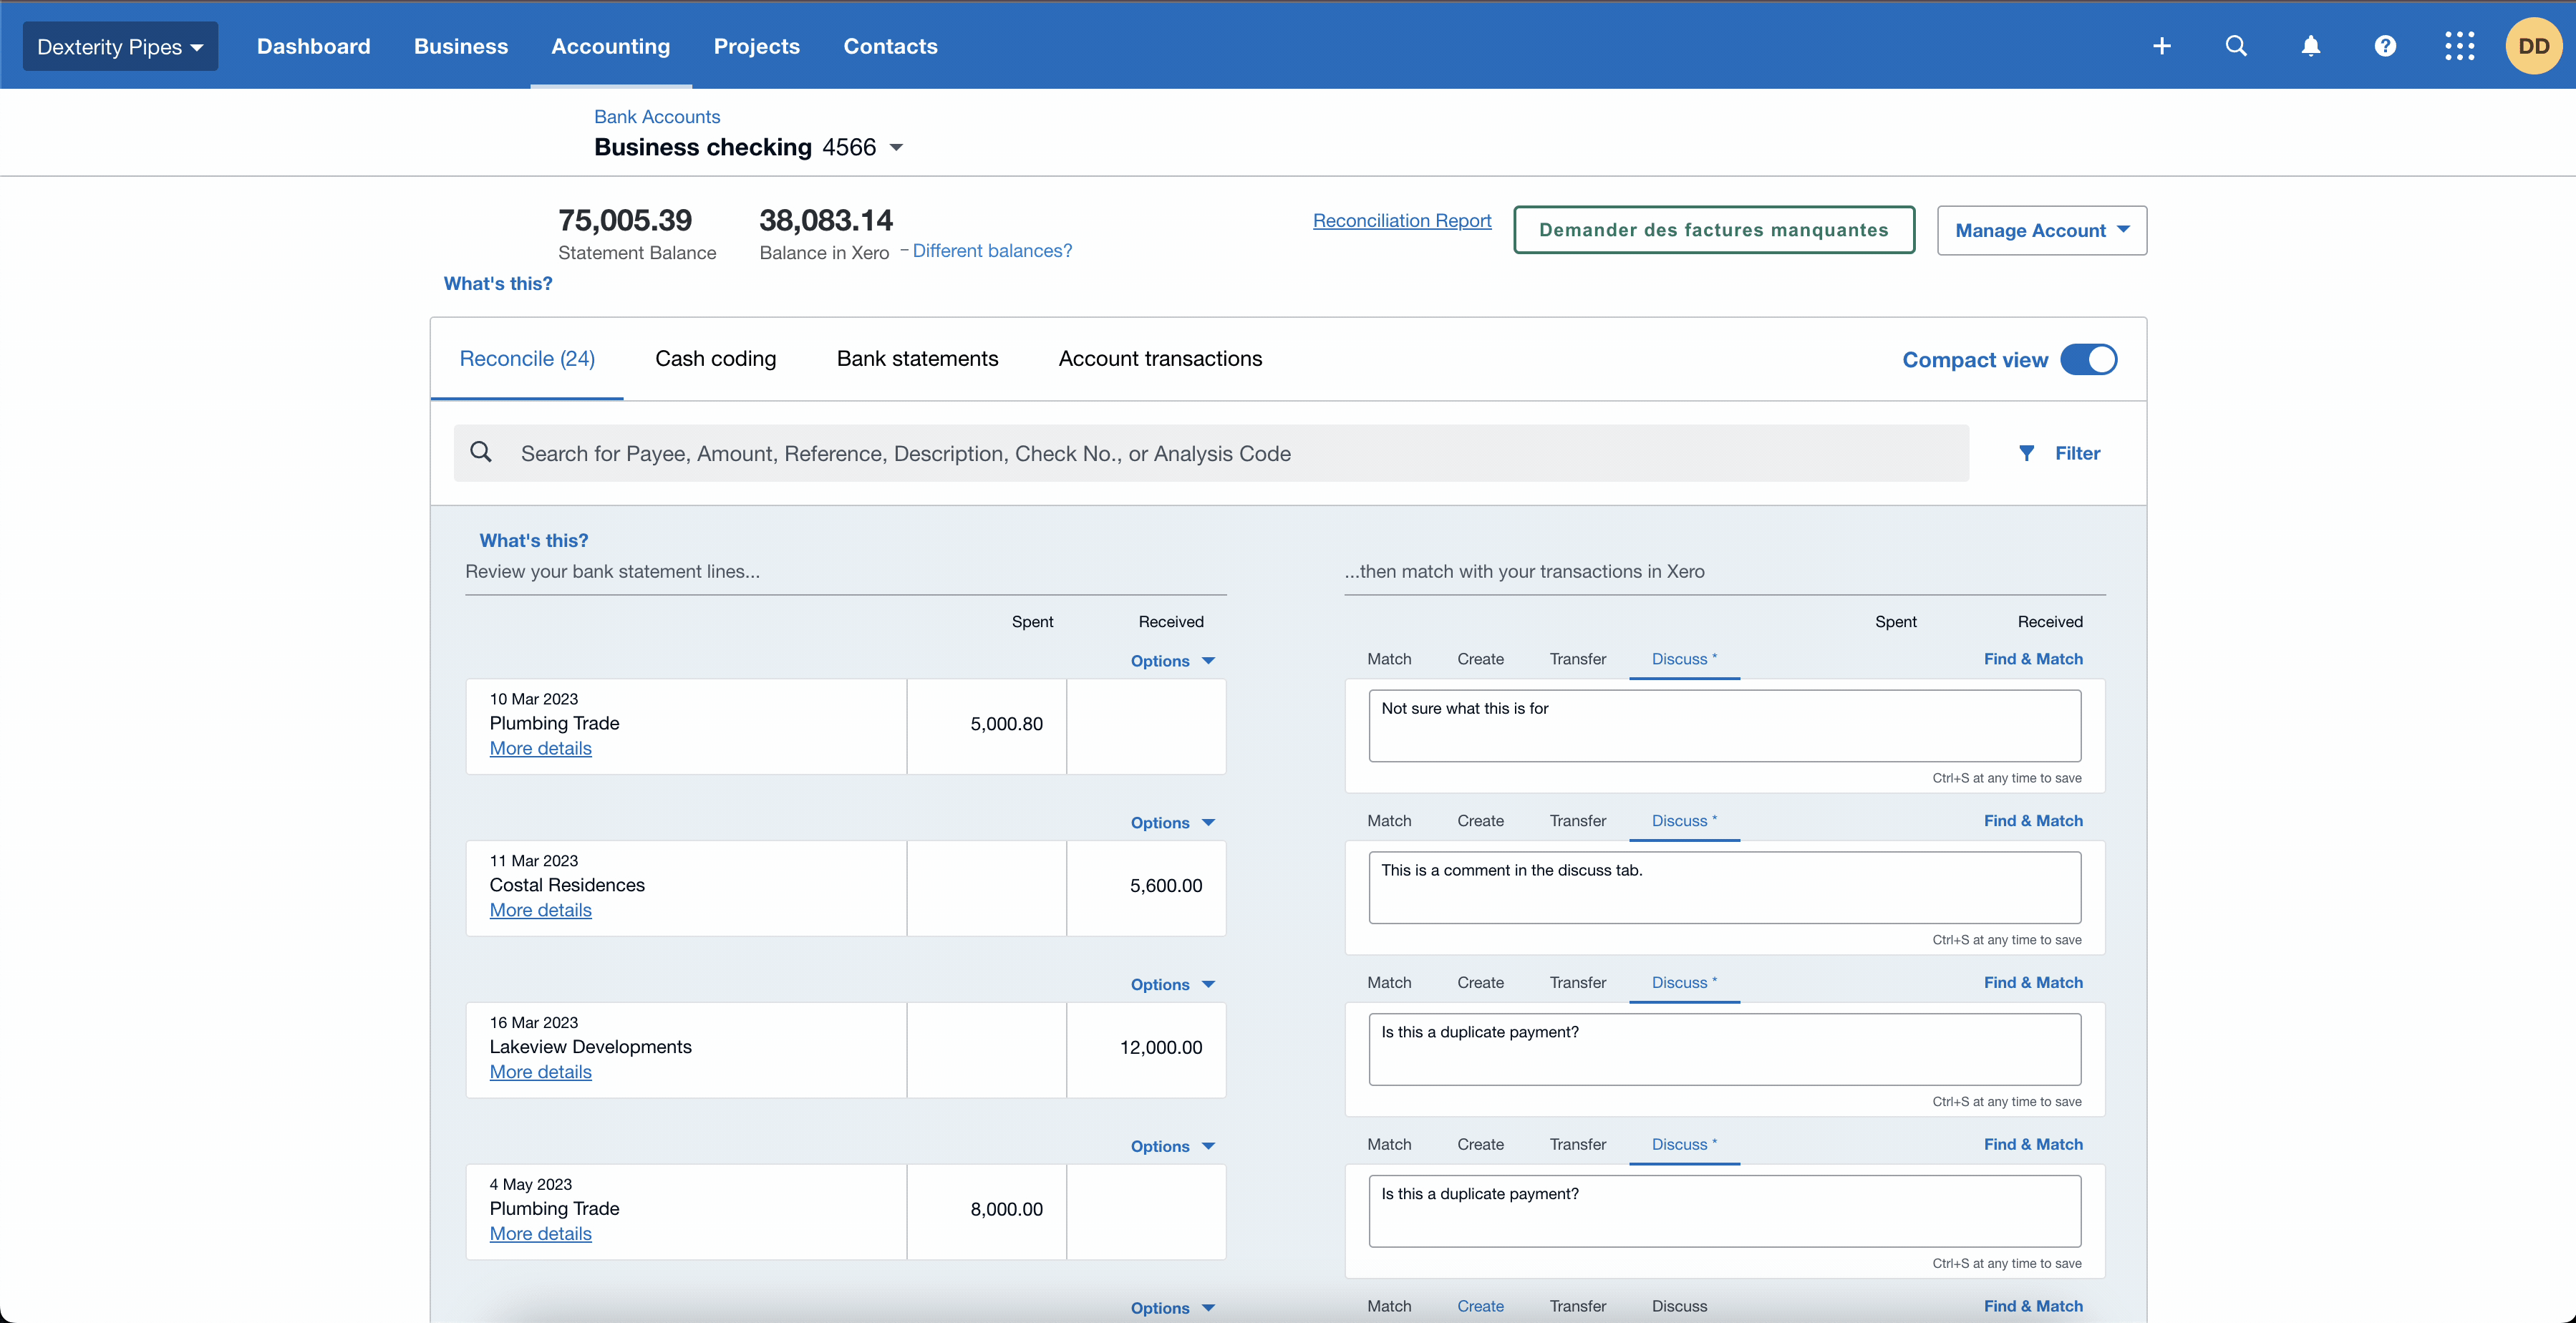 Dexterity Pipes Dashboard Business Accounting Projects Contacts DD
Bank Accounts
Business checking 4566
75,005.39 38,083.14 Reconciliation Report Demander des factures manquantes Manage Account
Statement Balance Balance in Xero – Different balances?
What's this?
Reconcile (24) Cash coding Bank statements Account transactions Compact view
Search for Payee, Amount, Reference, Description, Check No., or Analysis Code Filter
What's this?
Review your bank statement lines... ...then match with your transactions in Xero
Spent Received Spent Received
Options Match Create Transfer Discuss * Find & Match
10 Mar 2023 Not sure what this is for
Plumbing Trade 5,000.80
More details
Ctrl+S at any time to save
Options Match Create Transfer Discuss * Find & Match
11 Mar 2023 This is a comment in the discuss tab.
Costal Residences 5,600.00
More details
Ctrl+S at any time to save
Options Match Create Transfer Discuss * Find & Match
16 Mar 2023 Is this a duplicate payment?
Lakeview Developments 12,000.00
More details
Ctrl+S at any time to save
Options Match Create Transfer Discuss * Find & Match
4 May 2023 Is this a duplicate payment?
Plumbing Trade 8,000.00
More details
Ctrl+S at any time to save
Options Match Create Transfer Discuss Find & Match